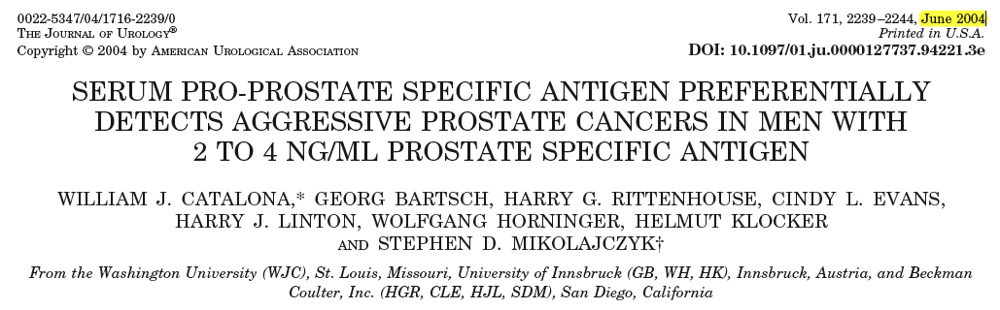 0022-5347/04/1716-2239/0
THE JOURNAL OF UROLOGY®
Copyright © 2004 by AMERICAN UROLOGICAL ASSOCIATION
Vol. 171, 2239–2244, June 2004
Printed in U.S.A.
DOI: 10.1097/01.ju.0000127737.94221.3e
SERUM PRO-PROSTATE SPECIFIC ANTIGEN PREFERENTIALLY
DETECTS AGGRESSIVE PROSTATE CANCERS IN MEN WITH
2 TO 4 NG/ML PROSTATE SPECIFIC ANTIGEN
WILLIAM J. CATALONA,* GEORG BARTSCH, HARRY G. RITTENHOUSE, CINDY L. EVANS,
HARRY J. LINTON, WOLFGANG HORNINGER, HELMUT KLOCKER
AND STEPHEN D. MIKOLAJCZYK†
From the Washington University (WJC), St. Louis, Missouri, University of Innsbruck (GB, WH, HK), Innsbruck, Austria, and Beckman
Coulter, Inc. (HGR, CLE, HJL, SDM), San Diego, California